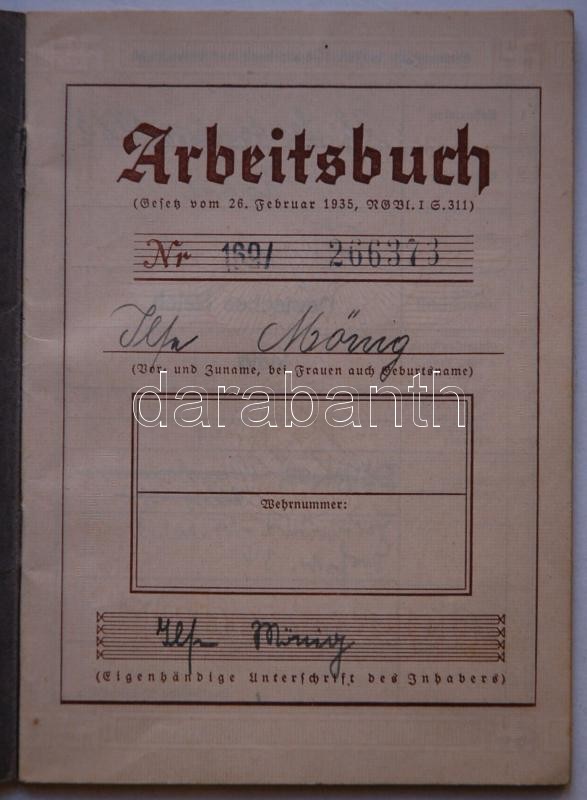 Arbeitsbuch
(Gesetz vom 26. Februar 1935, RGBl. I S. 311)
Nr 160/ 266373
Ilse Mönig
(Vor- und Zuname, bei Frauen auch Geburtsname)
darabanth
Wehrnummer:
Ilse Mönig
(Eigenhändige Unterschrift des Inhabers)